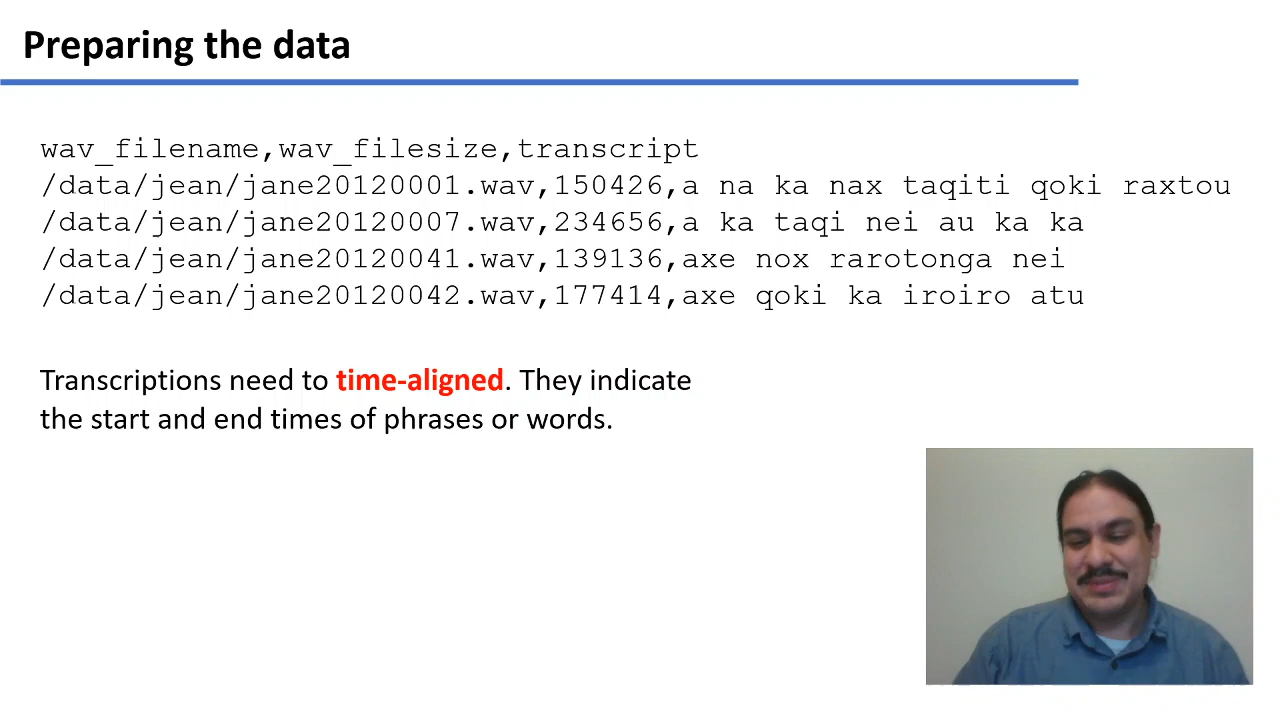 Preparing the data
wav_filename,wav_filesize,transcript
/data/jean/jane20120001.wav,150426,a na ka nax taqiti qoki raxtou
/data/jean/jane20120007.wav,234656,a ka taqi nei au ka ka
/data/jean/jane20120041.wav,139136,axe nox rarotonga nei
/data/jean/jane20120042.wav,177414,axe qoki ka iroiro atu
Transcriptions need to time-aligned. They indicate
the start and end times of phrases or words.